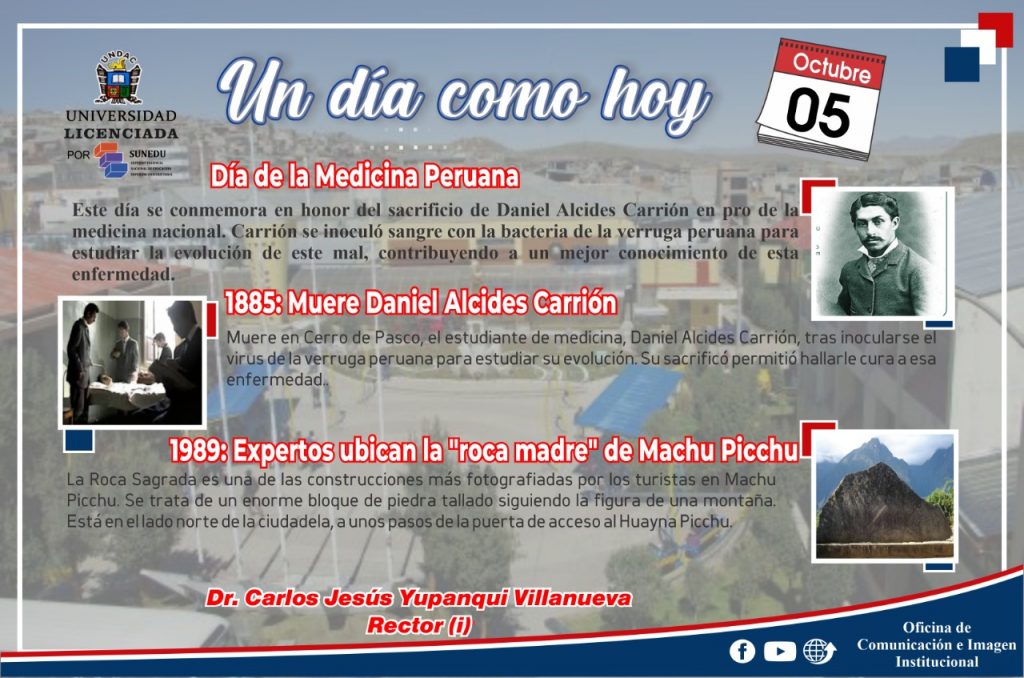 UNDAC
UNIVERSIDAD
LICENCIADA
POR SUNEDU
Un día como hoy
Octubre
05
Día de la Medicina Peruana
Este día se conmemora en honor del sacrificio de Daniel Alcides Carrión en pro de la
medicina nacional. Carrión se inoculó sangre con la bacteria de la verruga peruana para
estudiar la evolución de este mal, contribuyendo a un mejor conocimiento de esta
enfermedad.
1885: Muere Daniel Alcides Carrión
Muere en Cerro de Pasco, el estudiante de medicina, Daniel Alcides Carrión, tras inocularse el
virus de la verruga peruana para estudiar su evolución. Su sacrificó permitió hallarle cura a esa
enfermedad..
1989: Expertos ubican la "roca madre" de Machu Picchu
La Roca Sagrada es una de las construcciones más fotografiadas por los turistas en Machu
Picchu. Se trata de un enorme bloque de piedra tallado siguiendo la figura de una montaña.
Está en el lado norte de la ciudadela, a unos pasos de la puerta de acceso al Huayna Picchu.
Dr. Carlos Jesús Yupanqui Villanueva
Rector (i)
Oficina de
Comunicación e Imagen
Institucional